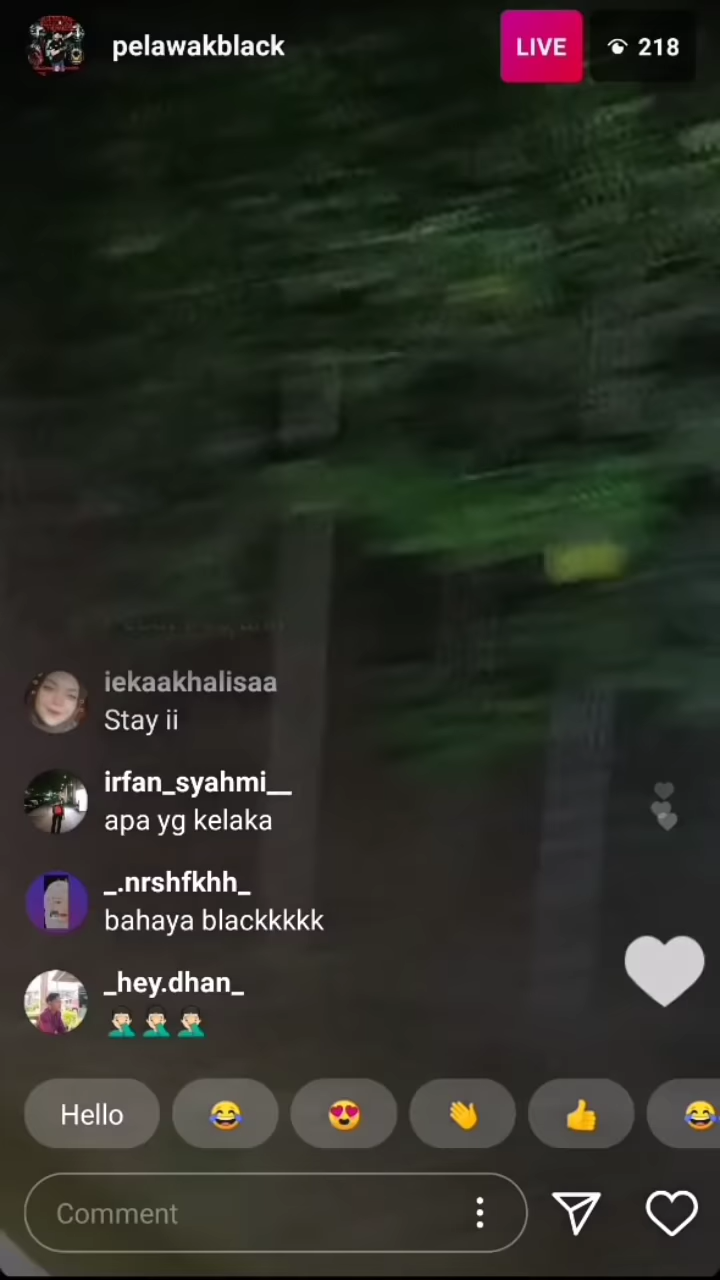 pelawakblack
LIVE
218
iekaakhalisaa
Stay ii
irfan_syahmi__
apa yg kelaka
_.nrshfkhh_
bahaya blackkkkk
_hey.dhan_
🤦🏻‍♂️🤦🏻‍♂️🤦🏻‍♂️
Hello 😂 😍 👋 👍 😂
Comment